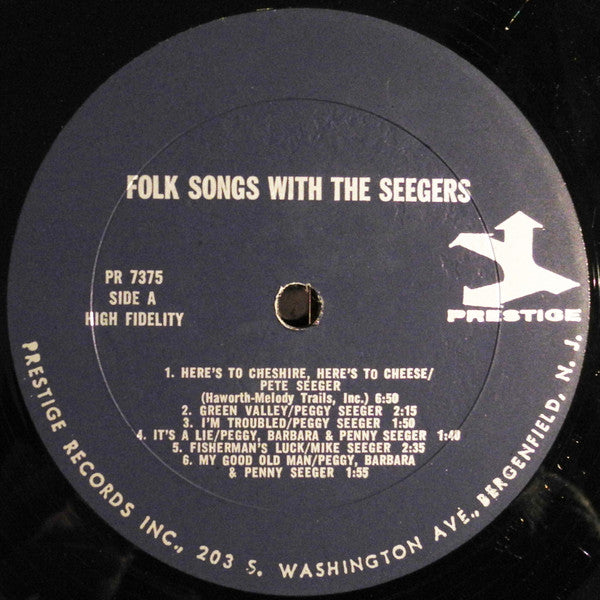 FOLK SONGS WITH THE SEEGERS
PR 7375
SIDE A
HIGH FIDELITY
PRESTIGE
1. HERE'S TO CHESHIRE, HERE'S TO CHEESE/
PETE SEEGER
(Haworth-Melody Trails, Inc.) 6:50
2. GREEN VALLEY/PEGGY SEEGER 2:15
3. I'M TROUBLED/PEGGY SEEGER 1:50
4. IT'S A LIE/PEGGY, BARBARA & PENNY SEEGER 1:40
5. FISHERMAN'S LUCK/MIKE SEEGER 2:35
6. MY GOOD OLD MAN/PEGGY, BARBARA
& PENNY SEEGER 1:55
PRESTIGE RECORDS INC., 203 S. WASHINGTON AVE., BERGENFIELD, N. J.